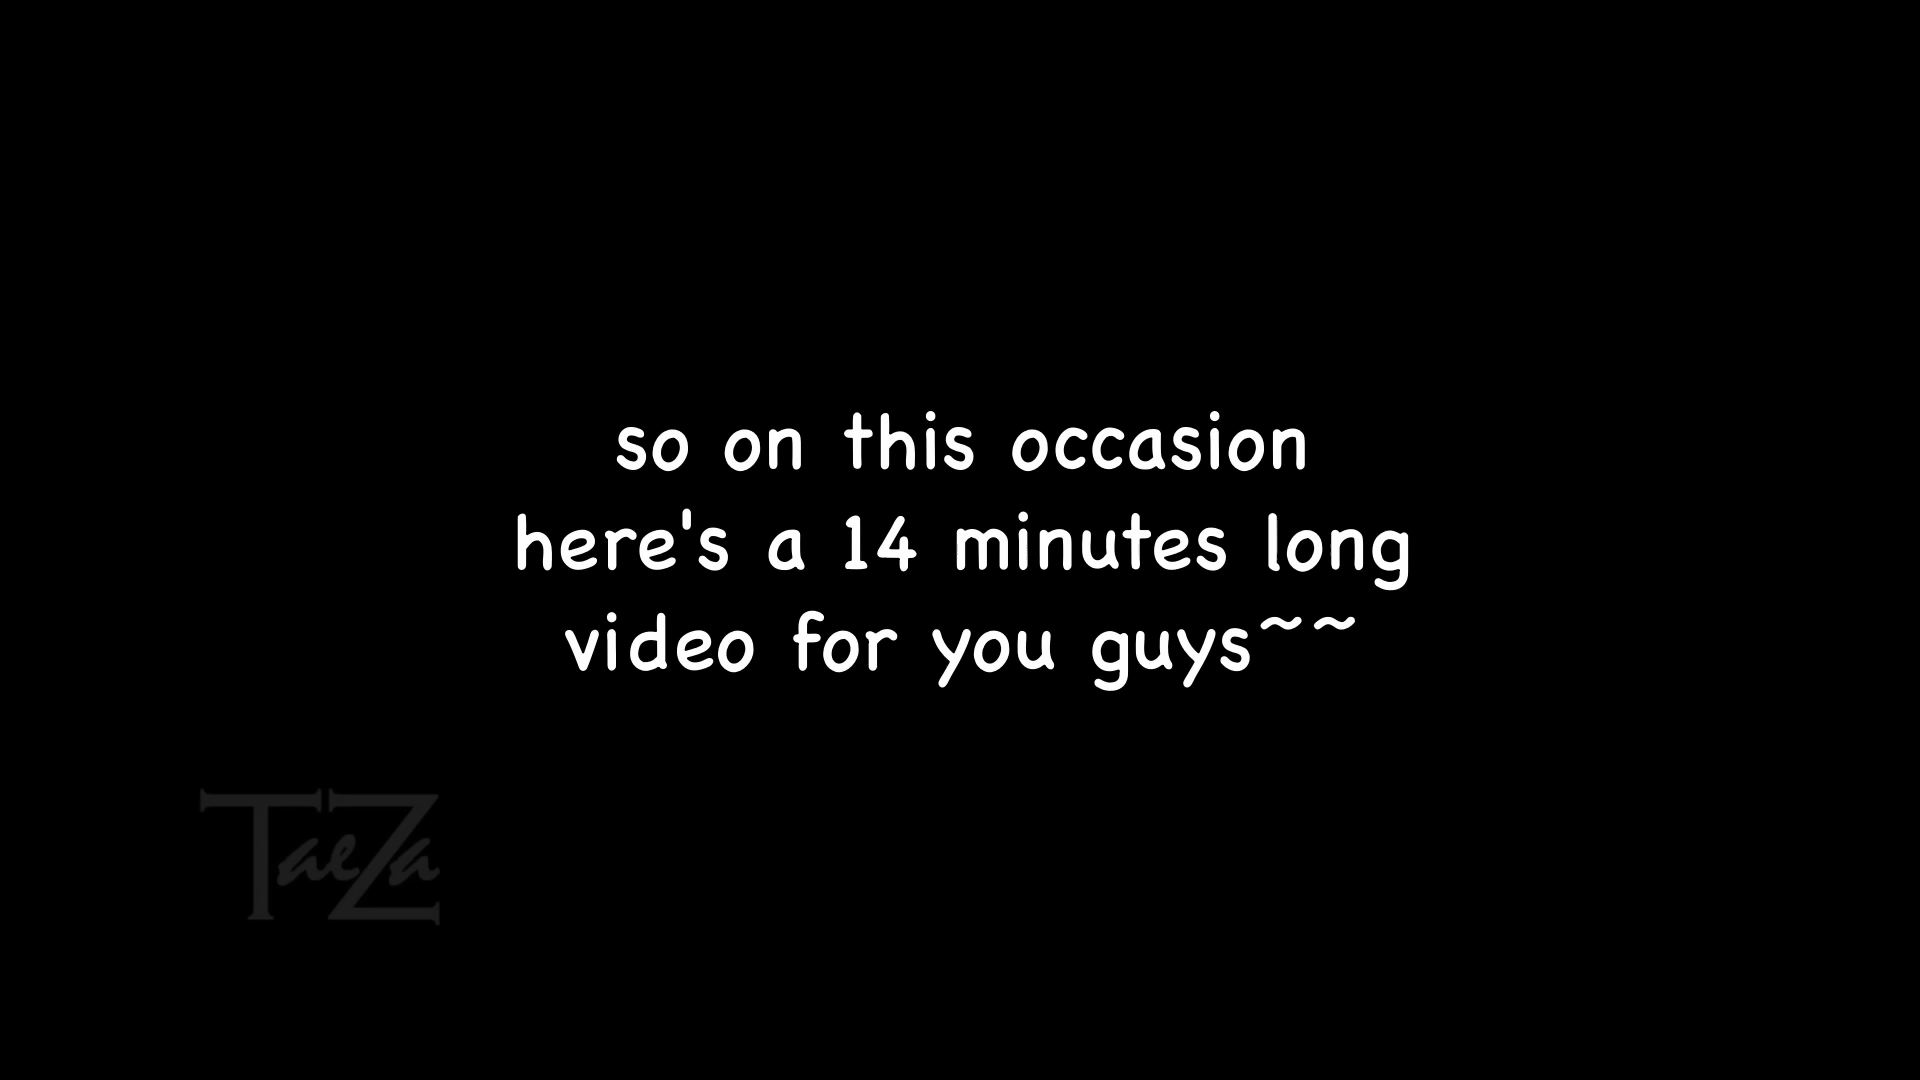 so on this occasion
here's a 14 minutes long
video for you guys~~
TaeZa